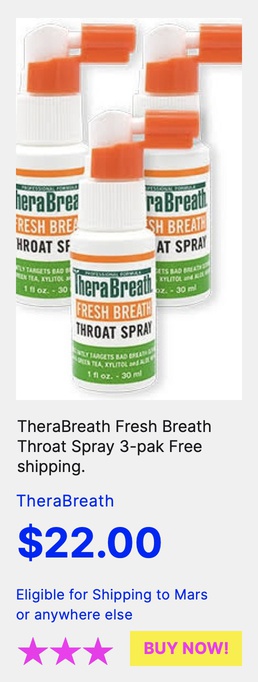 PROFESSIONAL FORMULA
TheraBreath
FRESH BREATH
THROAT SPRAY
1 fl oz. - 30 ml
TheraBreath Fresh Breath
Throat Spray 3-pak Free
shipping.
TheraBreath
$22.00
Eligible for Shipping to Mars
or anywhere else
BUY NOW!